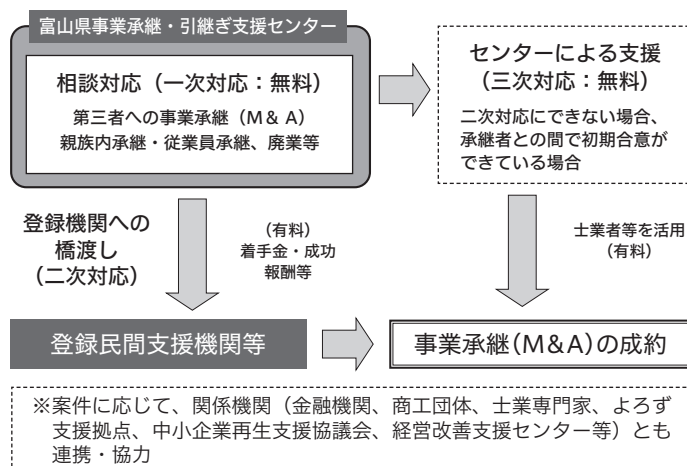 富山県事業承継・引継ぎ支援センター
相談対応（一次対応：無料）
第三者への事業承継（M & A）
親族内承継・従業員承継、廃業等
センターによる支援
（三次対応：無料）
二次対応にできない場合、
承継者との間で初期合意が
できている場合
登録機関への
橋渡し
（二次対応）
（有料）
着手金・成功
報酬等
士業者等を活用
（有料）
登録民間支援機関等
事業承継（M&A）の成約
※案件に応じて、関係機関（金融機関、商工団体、士業専門家、よろず
支援拠点、中小企業再生支援協議会、経営改善支援センター等）とも
連携・協力